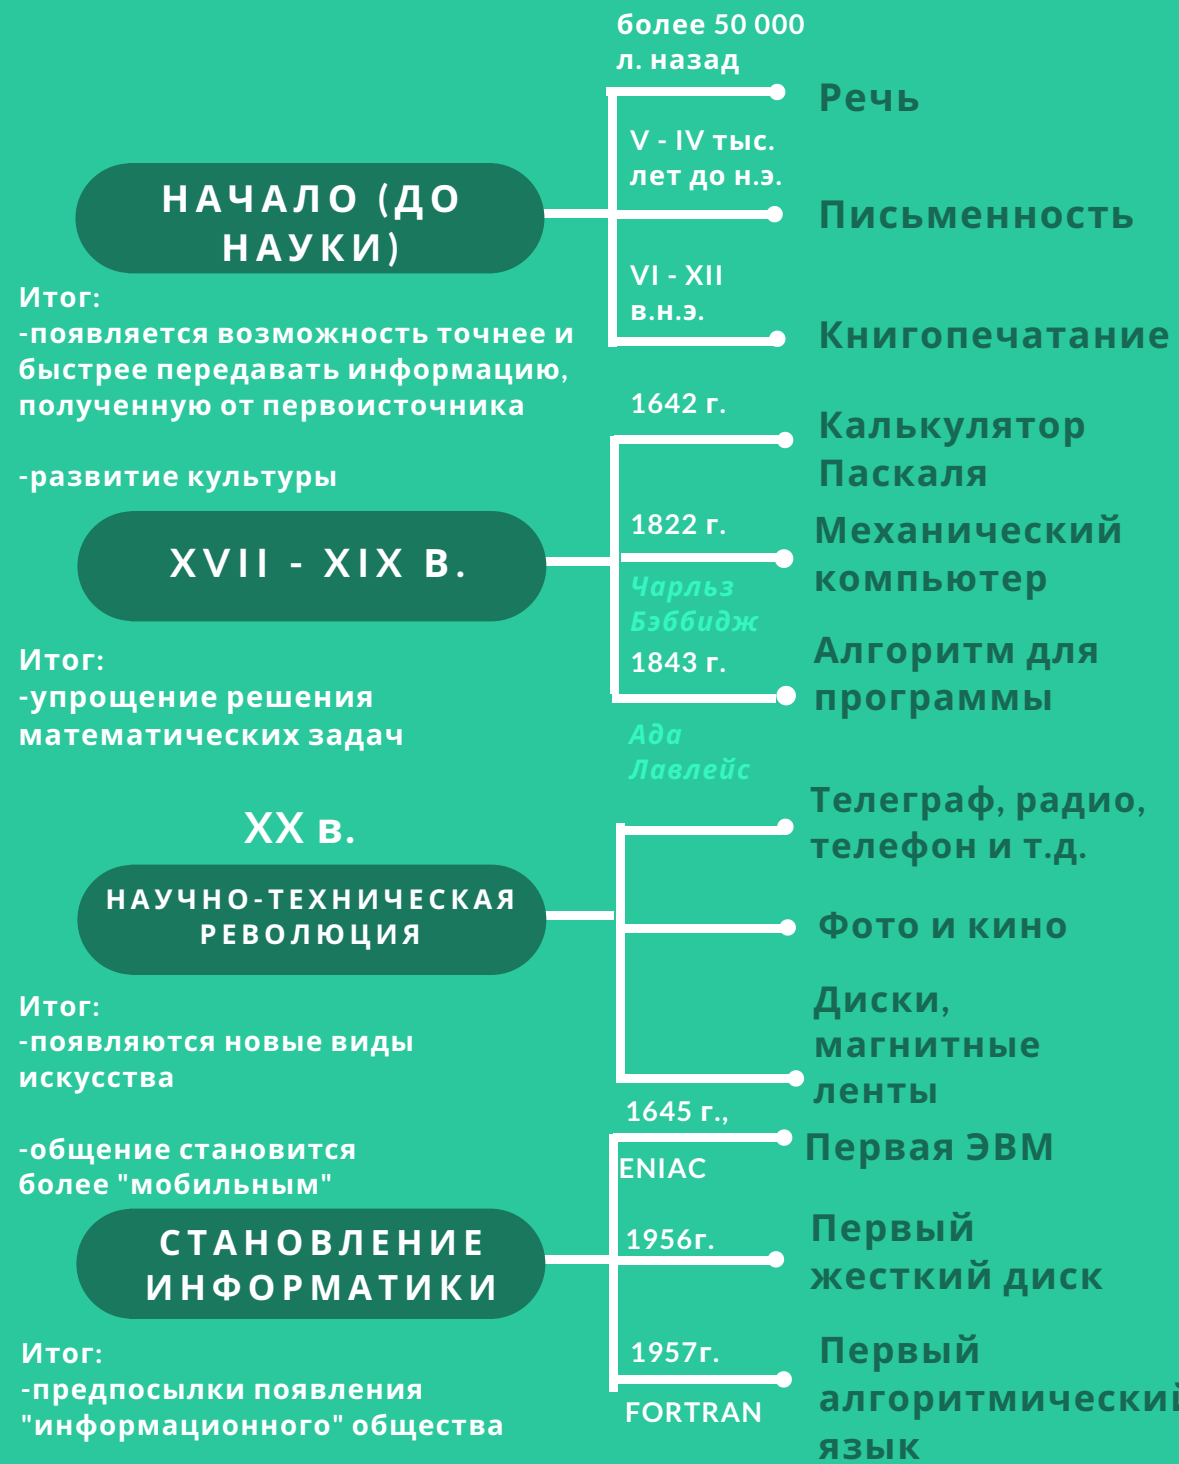 более 50 000
л. назад
Речь
V - IV тыс.
лет до н.э.
Письменность
НАЧАЛО (ДО
НАУКИ)
VI - XII
в.н.э.
Книгопечатание
Итог:
-появляется возможность точнее и
быстрее передавать информацию,
полученную от первоисточника
-развитие культуры
1642 г.
Калькулятор
Паскаля
XVII - XIX В.
1822 г.
Механический
компьютер
Чарльз
Бэббидж
1843 г.
Алгоритм для
программы
Ада
Лавлейс
Итог:
-упрощение решения
математических задач
XX в.
НАУЧНО-ТЕХНИЧЕСКАЯ
РЕВОЛЮЦИЯ
Телеграф, радио,
телефон и т.д.
Фото и кино
Диски,
магнитные
ленты
Итог:
-появляются новые виды
искусства
-общение становится
более "мобильным"
1645 г.,
Первая ЭВМ
ENIAC
СТАНОВЛЕНИЕ
ИНФОРМАТИКИ
1956г.
Первый
жесткий диск
1957г.
Первый
алгоритмический
язык
FORTRAN
Итог:
-предпосылки появления
"информационного" общества